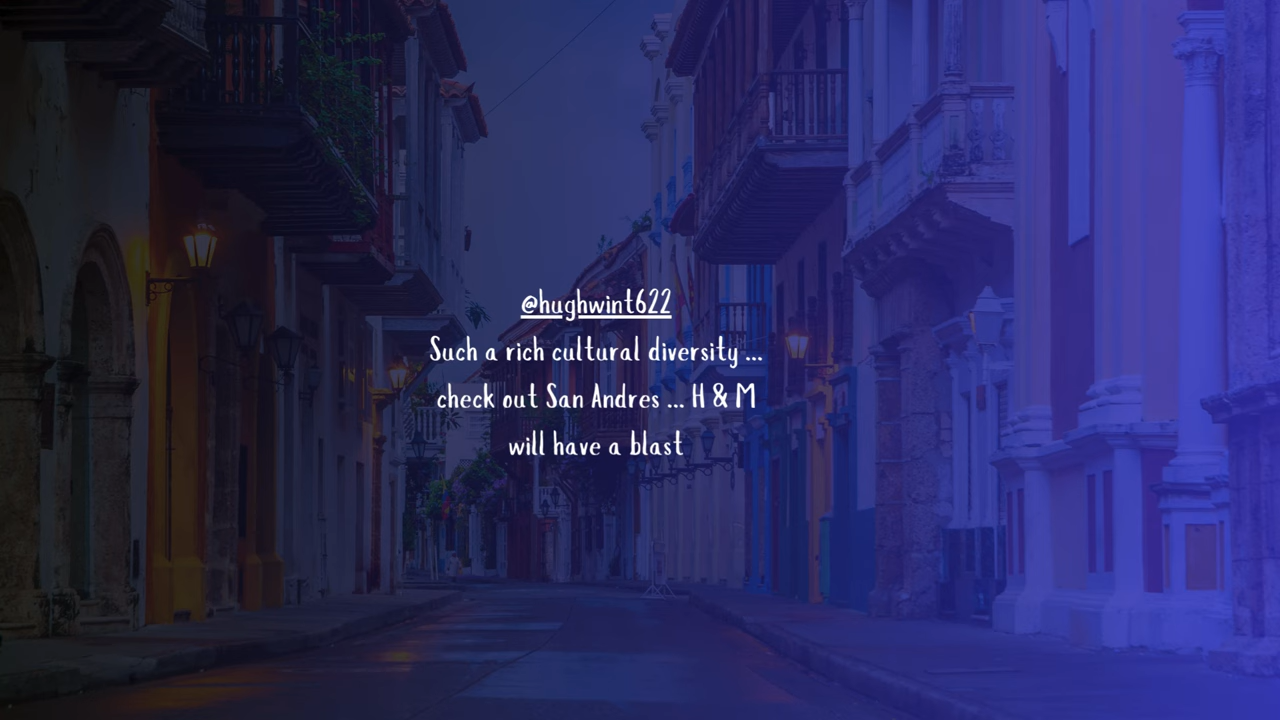 @hughwint622
Such a rich cultural diversity ...
check out San Andres ... H & M
will have a blast